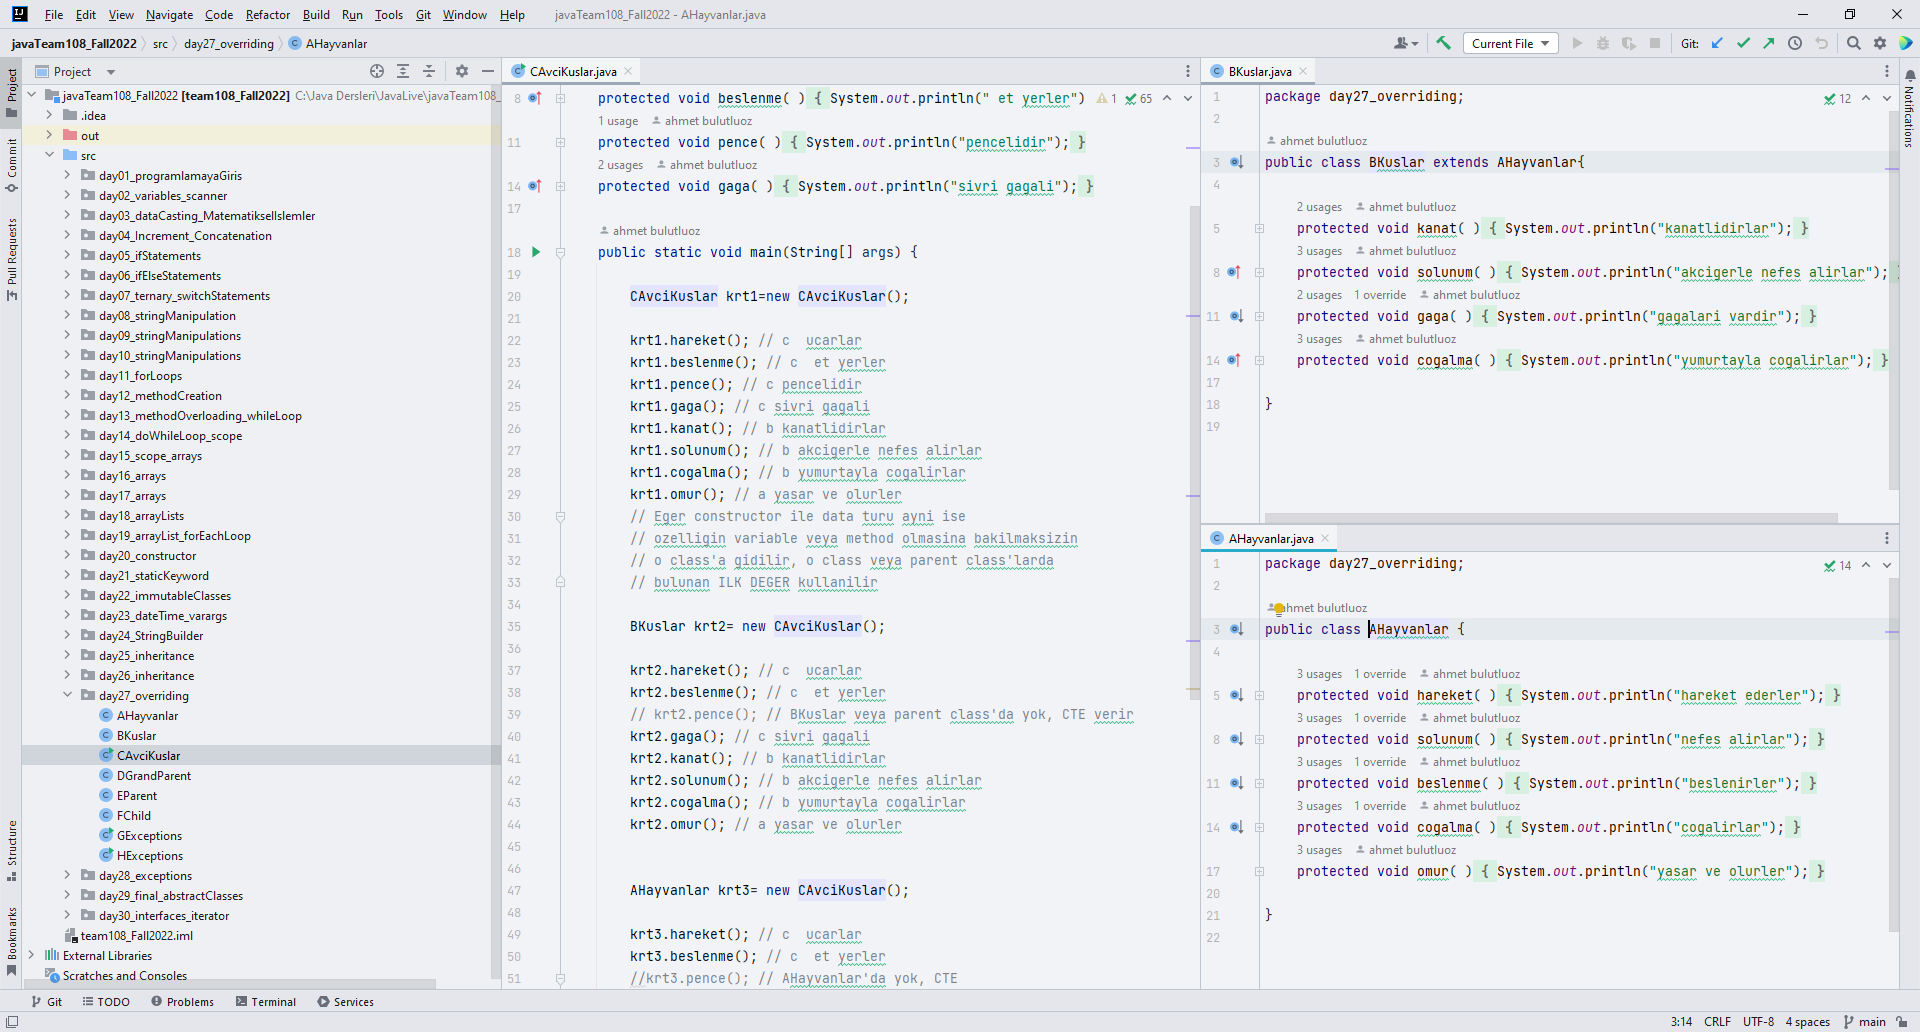 File Edit View Navigate Code Refactor Build Run Tools Git Window Help javaTeam108_Fall2022 - AHayvanlar.java
javaTeam108_Fall2022 src day27_overriding AHayvanlar Current File Git:
Project
Project
Commit
Pull Requests
Structure
Bookmarks
javaTeam108_Fall2022 [team108_Fall2022] C:\Java Dersleri\JavaLive\javaTeam108_
.idea
out
src
day01_programlamayaGiris
day02_variables_scanner
day03_dataCasting_MatematikselIslemler
day04_Increment_Concatenation
day05_ifStatements
day06_ifElseStatements
day07_ternary_switchStatements
day08_stringManipulation
day09_stringManipulations
day10_stringManipulations
day11_forLoops
day12_methodCreation
day13_methodOverloading_whileLoop
day14_doWhileLoop_scope
day15_scope_arrays
day16_arrays
day17_arrays
day18_arrayLists
day19_arrayList_forEachLoop
day20_constructor
day21_staticKeyword
day22_immutableClasses
day23_dateTime_varargs
day24_StringBuilder
day25_inheritance
day26_inheritance
day27_overriding
AHayvanlar
BKuslar
CAvciKuslar
DGrandParent
EParent
FChild
GExceptions
HExceptions
day28_exceptions
day29_final_abstractClasses
day30_interfaces_iterator
team108_Fall2022.iml
External Libraries
Scratches and Consoles
CAvciKuslar.java
8 protected void beslenme( ) { System.out.println(" et yerler") 1 65
1 usage ahmet bulutluoz
11 protected void pence( ) { System.out.println("pencelidir"); }
2 usages ahmet bulutluoz
14 protected void gaga( ) { System.out.println("sivri gagali"); }
17
ahmet bulutluoz
18 public static void main(String[] args) {
19
20 CAvciKuslar krt1=new CAvciKuslar();
21
22 krt1.hareket(); // c  ucarlar
23 krt1.beslenme(); // c  et yerler
24 krt1.pence(); // c pencelidir
25 krt1.gaga(); // c sivri gagali
26 krt1.kanat(); // b kanatlidirlar
27 krt1.solunum(); // b akcigerle nefes alirlar
28 krt1.cogalma(); // b yumurtayla cogalirlar
29 krt1.omur(); // a yasar ve olurler
30 // Eger constructor ile data turu ayni ise
31 // ozelligin variable veya method olmasina bakilmaksizin
32 // o class'a gidilir, o class veya parent class'larda
33 // bulunan ILK DEGER kullanilir
34
35 BKuslar krt2= new CAvciKuslar();
36
37 krt2.hareket(); // c  ucarlar
38 krt2.beslenme(); // c  et yerler
39 // krt2.pence(); // BKuslar veya parent class'da yok, CTE verir
40 krt2.gaga(); // c sivri gagali
41 krt2.kanat(); // b kanatlidirlar
42 krt2.solunum(); // b akcigerle nefes alirlar
43 krt2.cogalma(); // b yumurtayla cogalirlar
44 krt2.omur(); // a yasar ve olurler
45
46
47 AHayvanlar krt3= new CAvciKuslar();
48
49 krt3.hareket(); // c  ucarlar
50 krt3.beslenme(); // c  et yerler
51 //krt3.pence(); // AHayvanlar'da yok, CTE
BKuslar.java
1 package day27_overriding; 12
2
ahmet bulutluoz
3 public class BKuslar extends AHayvanlar{
4
2 usages ahmet bulutluoz
5 protected void kanat( ) { System.out.println("kanatlidirlar"); }
3 usages ahmet bulutluoz
8 protected void solunum( ) { System.out.println("akcigerle nefes alirlar");
2 usages 1 override ahmet bulutluoz
11 protected void gaga( ) { System.out.println("gagalari vardir"); }
3 usages ahmet bulutluoz
14 protected void cogalma( ) { System.out.println("yumurtayla cogalirlar"); }
17
18 }
19
AHayvanlar.java
1 package day27_overriding; 14
2
ahmet bulutluoz
3 public class AHayvanlar {
4
3 usages 1 override ahmet bulutluoz
5 protected void hareket( ) { System.out.println("hareket ederler"); }
3 usages 1 override ahmet bulutluoz
8 protected void solunum( ) { System.out.println("nefes alirlar"); }
3 usages 1 override ahmet bulutluoz
11 protected void beslenme( ) { System.out.println("beslenirler"); }
3 usages 1 override ahmet bulutluoz
14 protected void cogalma( ) { System.out.println("cogalirlar"); }
3 usages ahmet bulutluoz
17 protected void omur( ) { System.out.println("yasar ve olurler"); }
20
21 }
22
Notifications
Git TODO Problems Terminal Services
3:14 CRLF UTF-8 4 spaces main